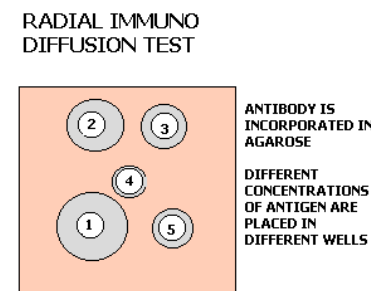 RADIAL IMMUNO
DIFFUSION TEST
ANTIBODY IS
INCORPORATED IN
AGAROSE
DIFFERENT
CONCENTRATIONS
OF ANTIGEN ARE
PLACED IN
DIFFERENT WELLS
2
3
4
1
5